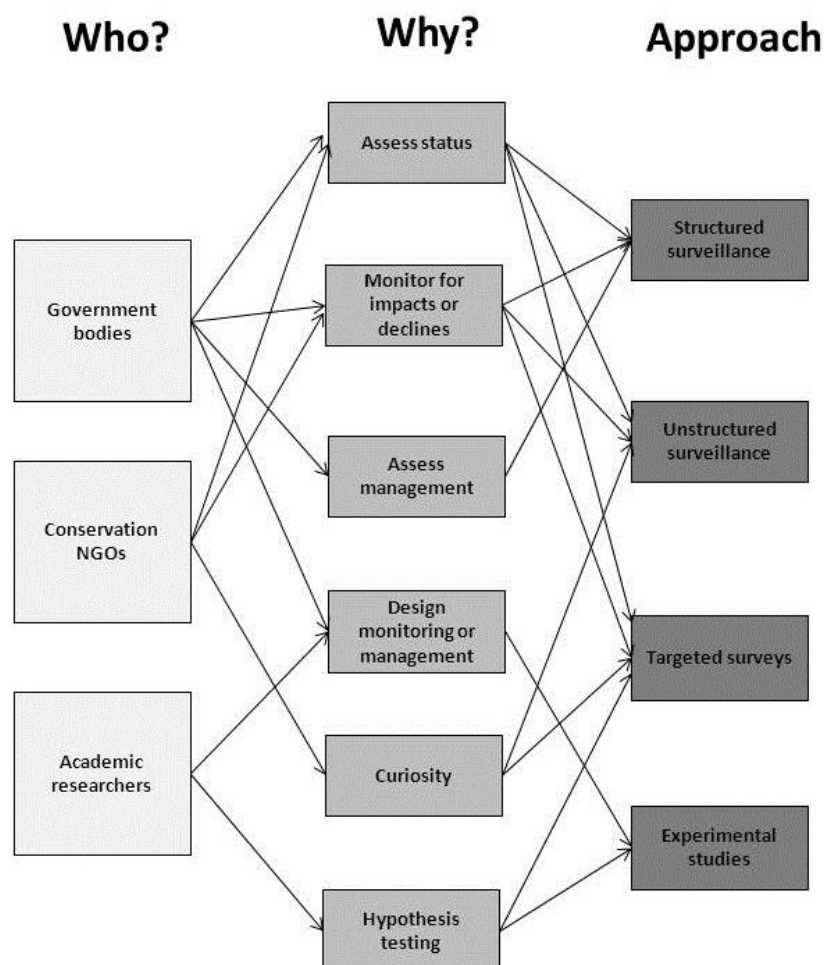 Who?
Why?
Approach
Assess status
Structured
surveillance
Government
bodies
Monitor for
impacts or
declines
Unstructured
surveillance
Assess
management
Conservation
NGOs
Design
monitoring or
management
Targeted surveys
Academic
researchers
Curiosity
Experimental
studies
Hypothesis
testing